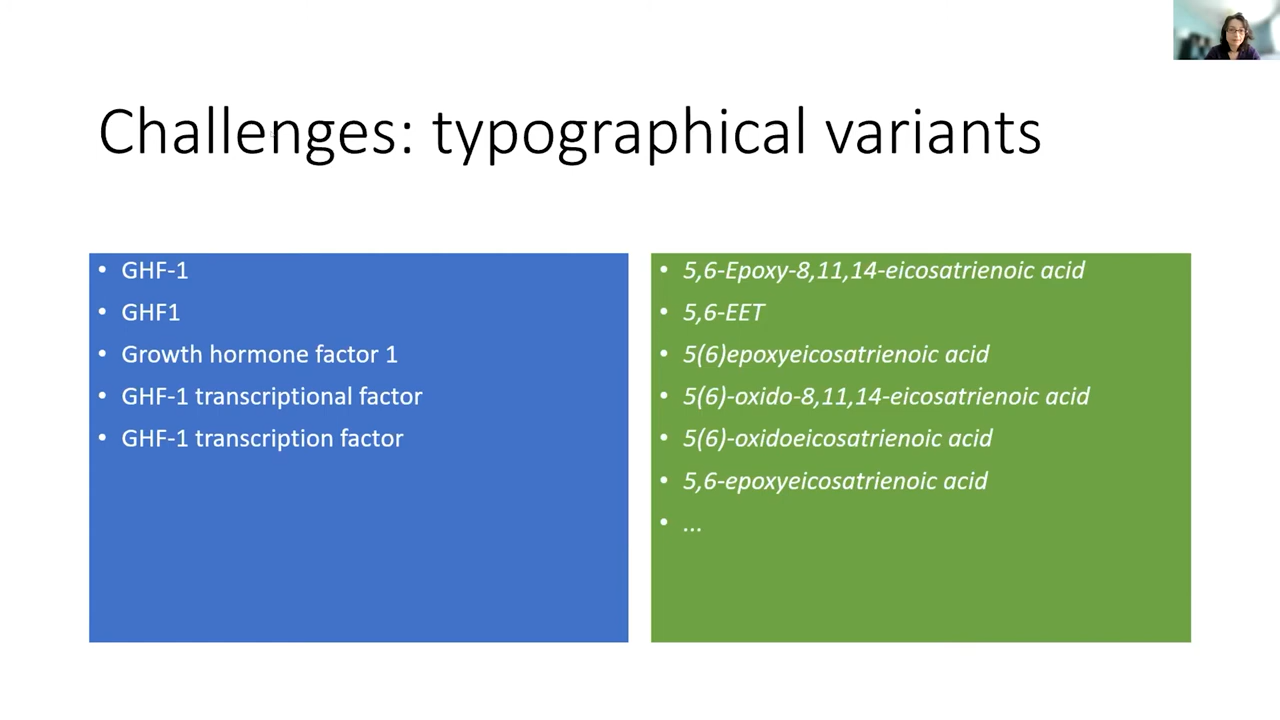 Challenges: typographical variants
• GHF-1
• GHF1
• Growth hormone factor 1
• GHF-1 transcriptional factor
• GHF-1 transcription factor
• 5,6-Epoxy-8,11,14-eicosatrienoic acid
• 5,6-EET
• 5(6)epoxyeicosatrienoic acid
• 5(6)-oxido-8,11,14-eicosatrienoic acid
• 5(6)-oxidoeicosatrienoic acid
• 5,6-epoxyeicosatrienoic acid
• ...